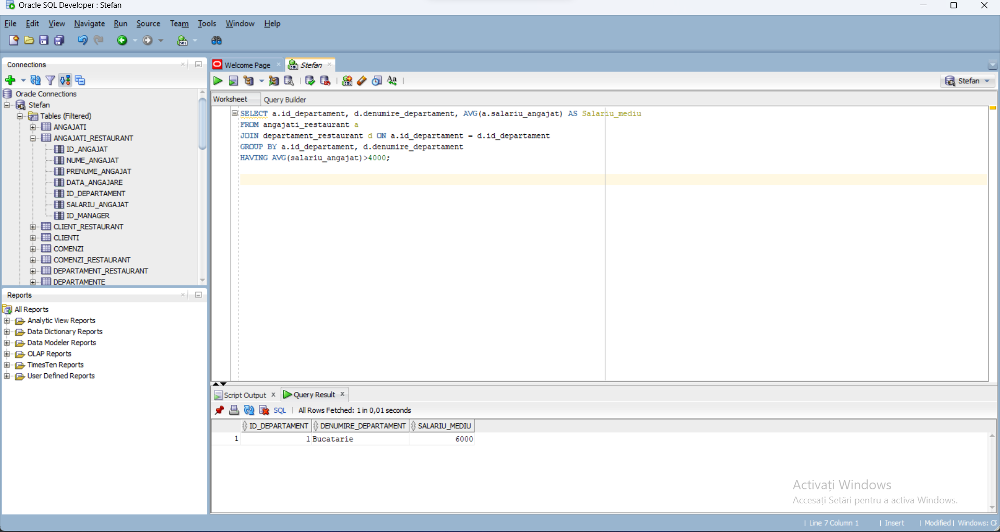 Oracle SQL Developer : Stefan
File Edit View Navigate Run Source Team Tools Window Help
Connections
Oracle Connections
Stefan
Tables (Filtered)
ANGAJATI
ANGAJATI_RESTAURANT
ID_ANGAJAT
NUME_ANGAJAT
PRENUME_ANGAJAT
DATA_ANGAJARE
ID_DEPARTAMENT
SALARIU_ANGAJAT
ID_MANAGER
CLIENT_RESTAURANT
CLIENTI
COMENZI
COMENZI_RESTAURANT
DEPARTAMENT_RESTAURANT
DEPARTAMENTE
Reports
All Reports
Analytic View Reports
Data Dictionary Reports
Data Modeler Reports
OLAP Reports
TimesTen Reports
User Defined Reports
Welcome Page Stefan
Stefan
Worksheet Query Builder
SELECT a.id_departament, d.denumire_departament, AVG(a.salariu_angajat) AS Salariu_mediu
FROM angajati_restaurant a
JOIN departament_restaurant d ON a.id_departament = d.id_departament
GROUP BY a.id_departament, d.denumire_departament
HAVING AVG(salariu_angajat)>4000;
Script Output Query Result
SQL | All Rows Fetched: 1 in 0,01 seconds
ID_DEPARTAMENT DENUMIRE_DEPARTAMENT SALARIU_MEDIU
1 1 Bucatarie 6000
Activați Windows
Accesați Setări pentru a activa Windows.
| Line 7 Column 1 | Insert | Modified | Windows: C